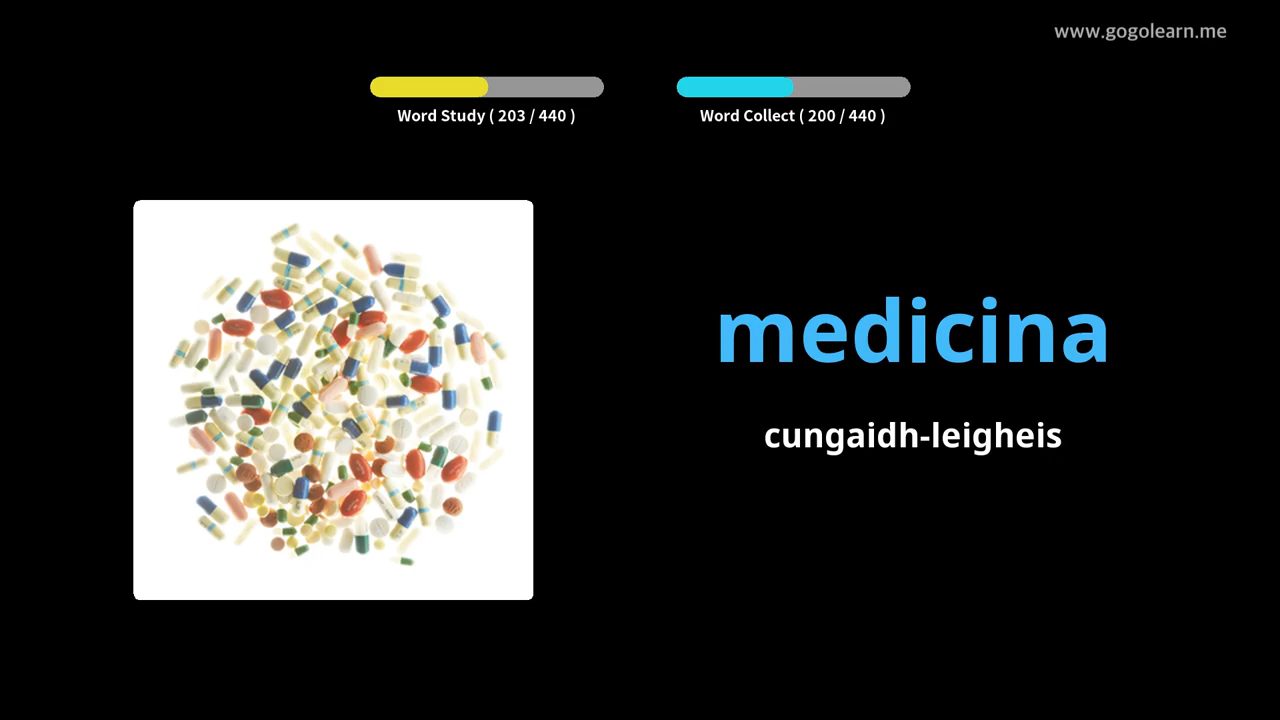 www.gogolearn.me
Word Study ( 203 / 440 )
Word Collect ( 200 / 440 )
medicina
cungaidh-leigheis